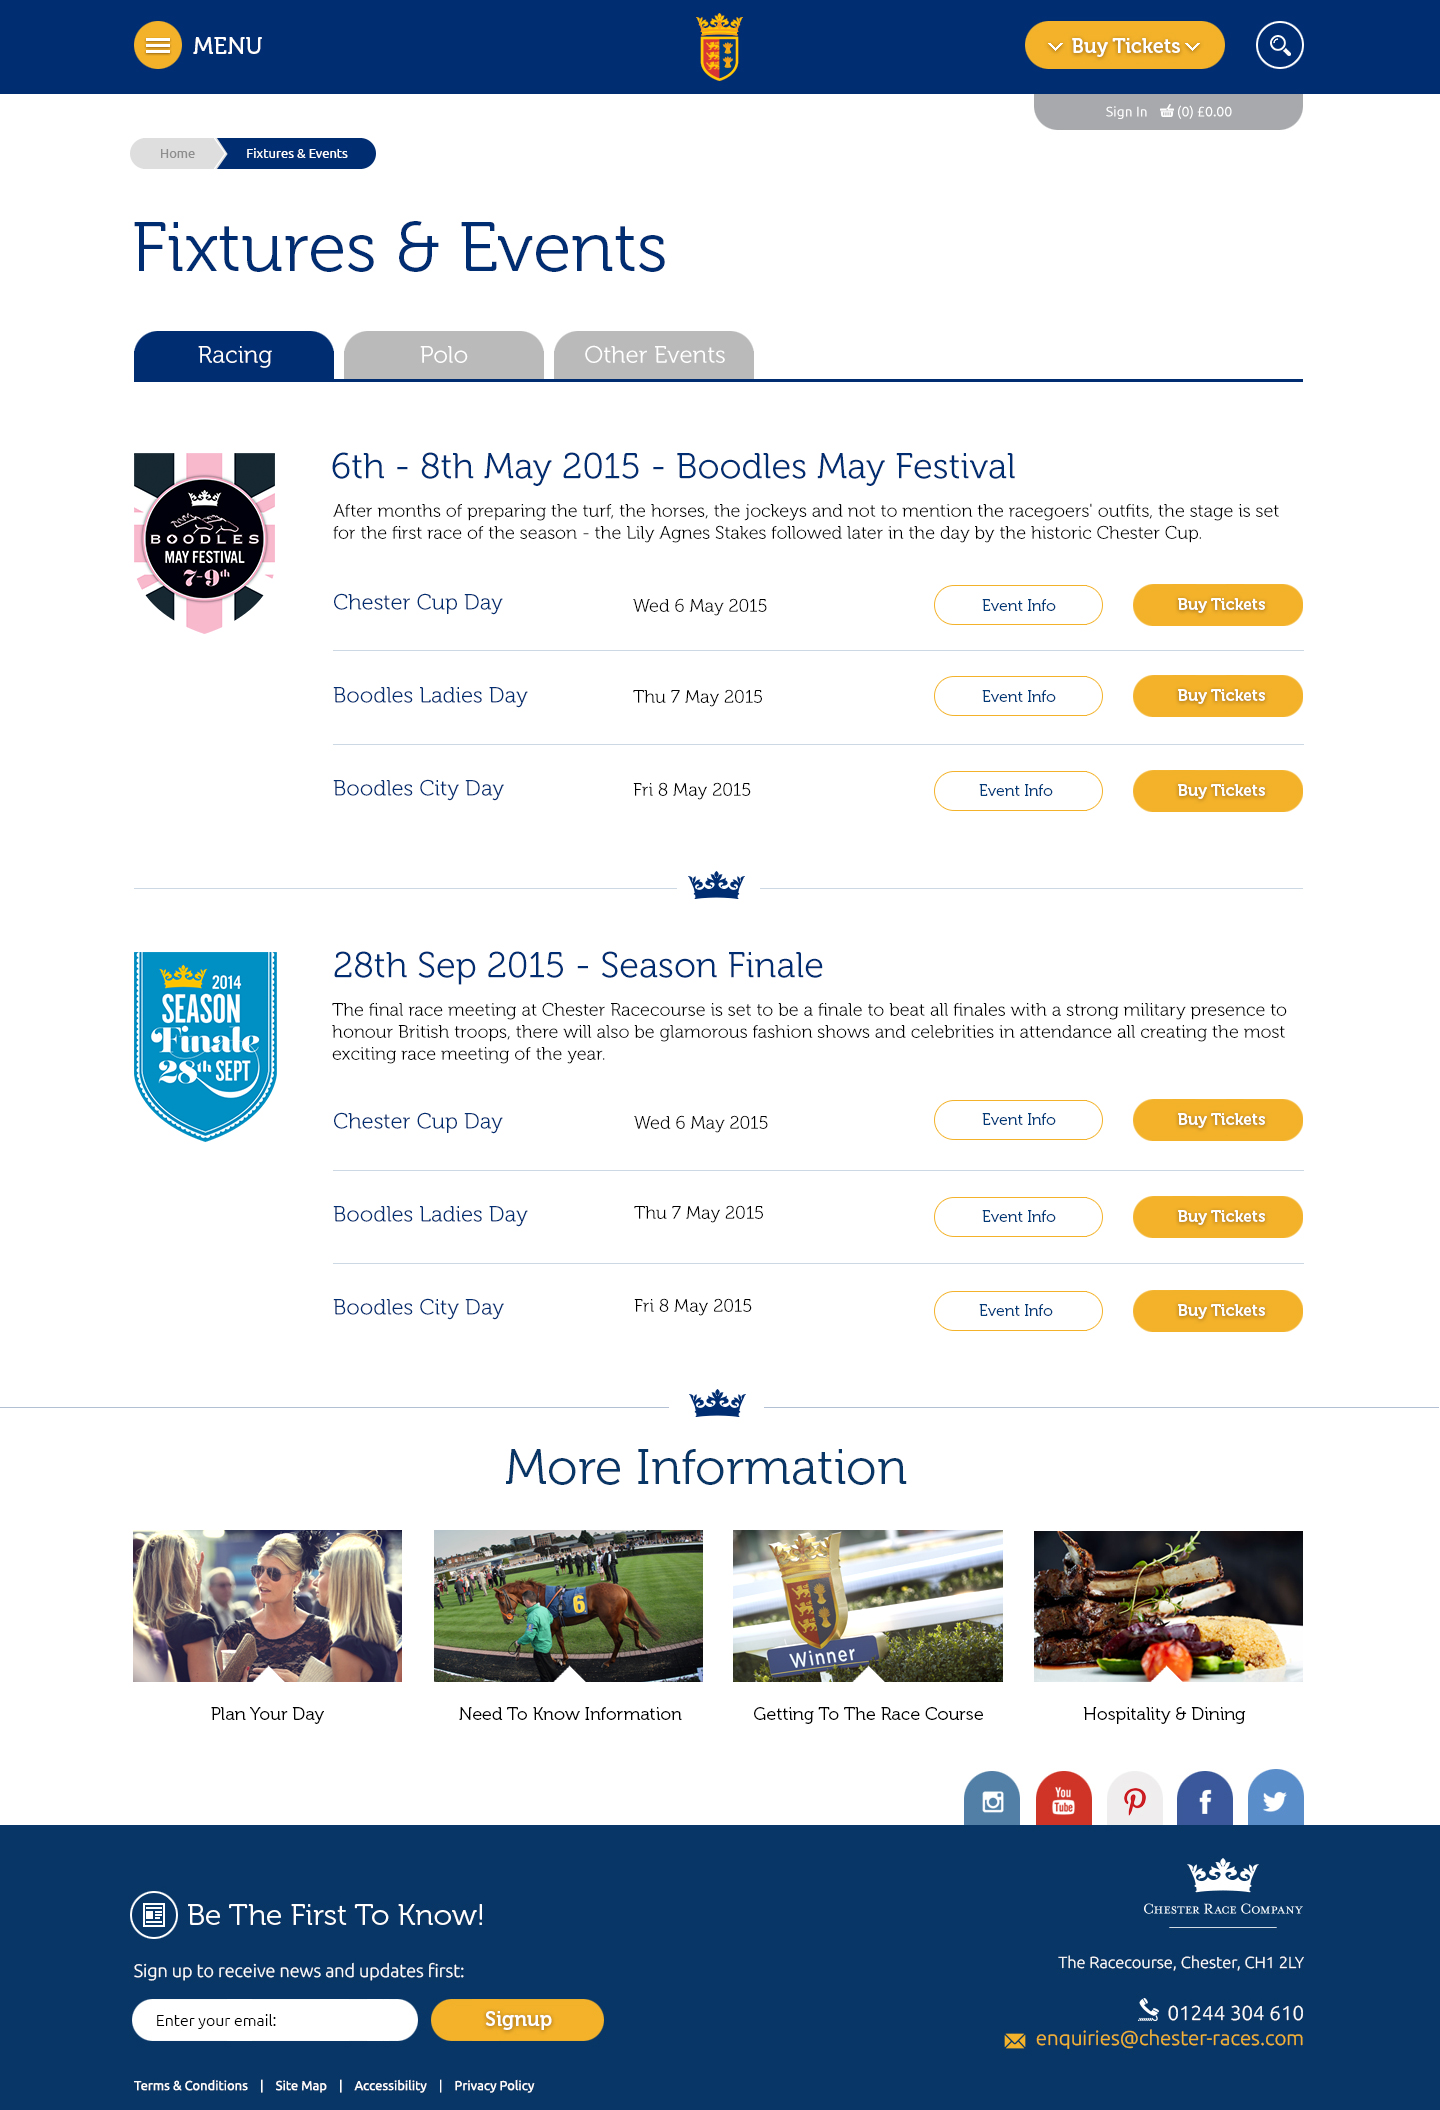 MENU
Buy Tickets
Sign In (0) £0.00
Home
Fixtures & Events
Fixtures & Events
Racing
Polo
Other Events
BOODLES
MAY FESTIVAL
7-9th
6th - 8th May 2015 - Boodles May Festival
After months of preparing the turf, the horses, the jockeys and not to mention the racegoers' outfits, the stage is set
for the first race of the season - the Lily Agnes Stakes followed later in the day by the historic Chester Cup.
Chester Cup Day
Wed 6 May 2015
Event Info
Buy Tickets
Boodles Ladies Day
Thu 7 May 2015
Event Info
Buy Tickets
Boodles City Day
Fri 8 May 2015
Event Info
Buy Tickets
2014
SEASON
Finale
28th SEPT
28th Sep 2015 - Season Finale
The final race meeting at Chester Racecourse is set to be a finale to beat all finales with a strong military presence to
honour British troops, there will also be glamorous fashion shows and celebrities in attendance all creating the most
exciting race meeting of the year.
Chester Cup Day
Wed 6 May 2015
Event Info
Buy Tickets
Boodles Ladies Day
Thu 7 May 2015
Event Info
Buy Tickets
Boodles City Day
Fri 8 May 2015
Event Info
Buy Tickets
More Information
6
Winner
Plan Your Day
Need To Know Information
Getting To The Race Course
Hospitality & Dining
You
Tube
Be The First To Know!
Sign up to receive news and updates first:
Enter your email:
Signup
Terms & Conditions | Site Map | Accessibility | Privacy Policy
CHESTER RACE COMPANY
The Racecourse, Chester, CH1 2LY
01244 304 610
enquiries@chester-races.com